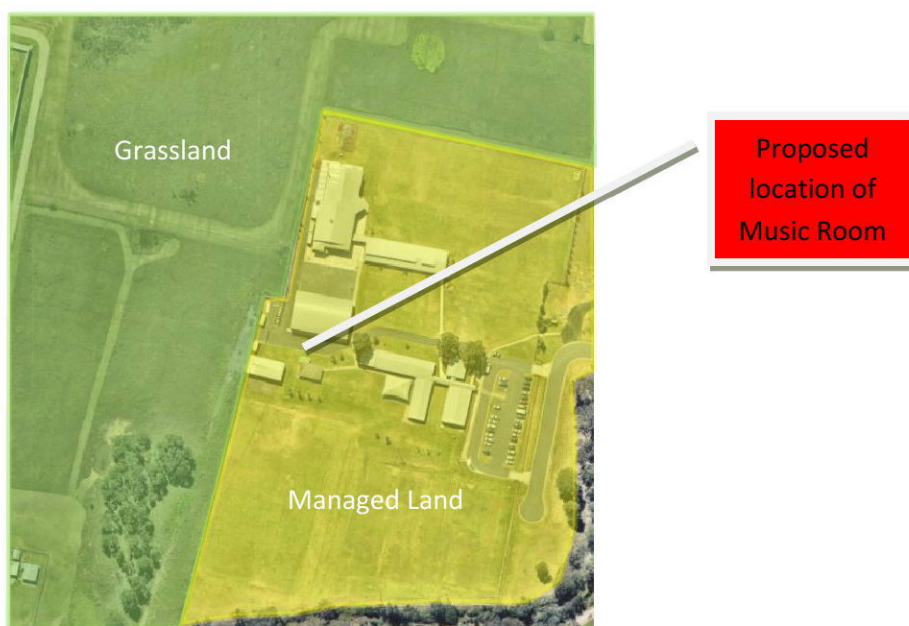 Grassland
Proposed
location of
Music Room
Managed Land